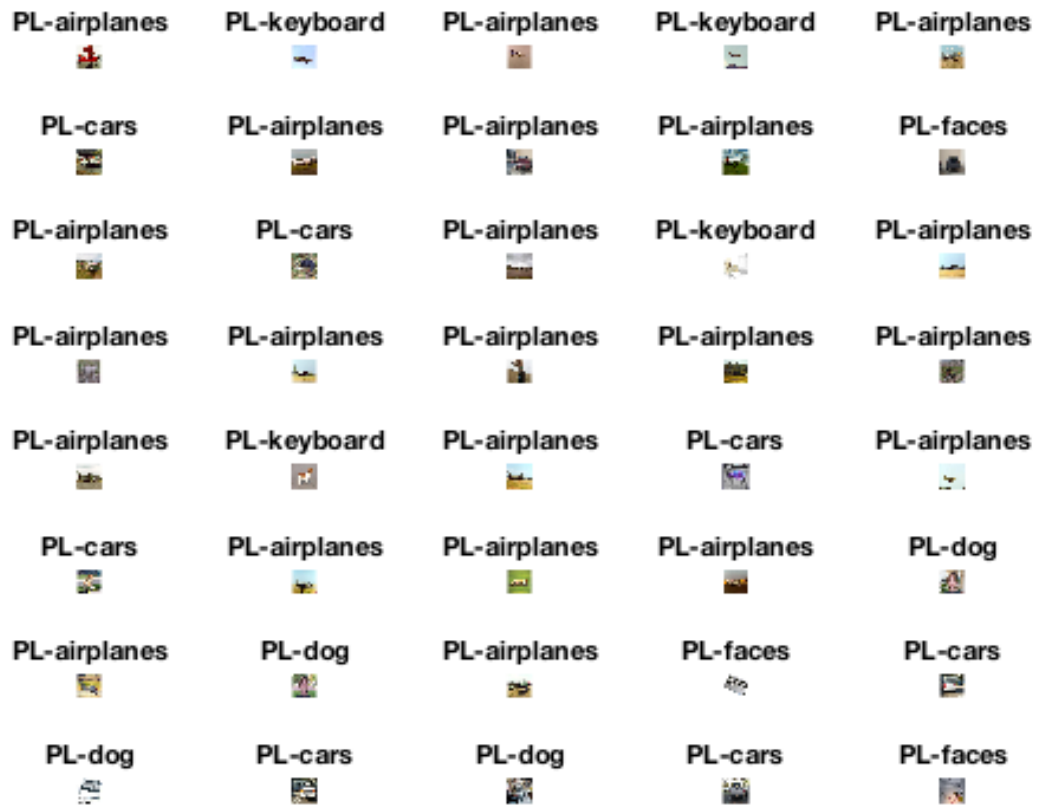 PL-airplanes PL-keyboard PL-airplanes PL-keyboard PL-airplanes
PL-cars PL-airplanes PL-airplanes PL-airplanes PL-faces
PL-airplanes PL-cars PL-airplanes PL-keyboard PL-airplanes
PL-airplanes PL-airplanes PL-airplanes PL-airplanes PL-airplanes
PL-airplanes PL-keyboard PL-airplanes PL-cars PL-airplanes
PL-cars PL-airplanes PL-airplanes PL-airplanes PL-dog
PL-airplanes PL-dog PL-airplanes PL-faces PL-cars
PL-dog PL-cars PL-dog PL-cars PL-faces